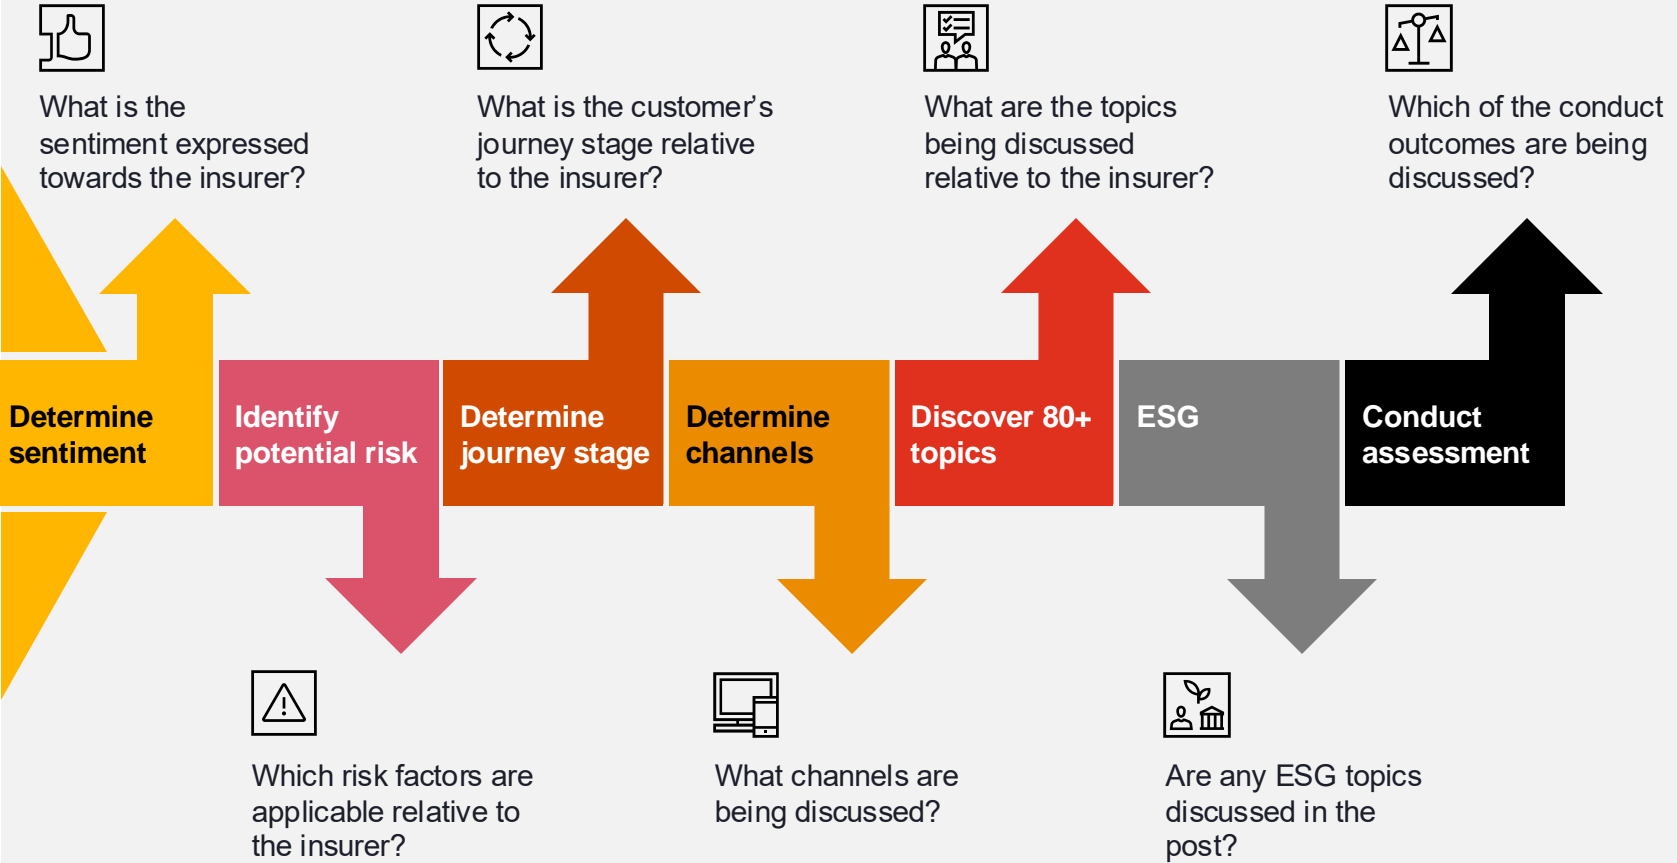 What is the
sentiment expressed
towards the insurer?
What is the customer’s
journey stage relative
to the insurer?
What are the topics
being discussed
relative to the insurer?
Which of the conduct
outcomes are being
discussed?
Determine
sentiment
Identify
potential risk
Determine
journey stage
Determine
channels
Discover 80+
topics
ESG
Conduct
assessment
Which risk factors are
applicable relative to
the insurer?
What channels are
being discussed?
Are any ESG topics
discussed in the
post?